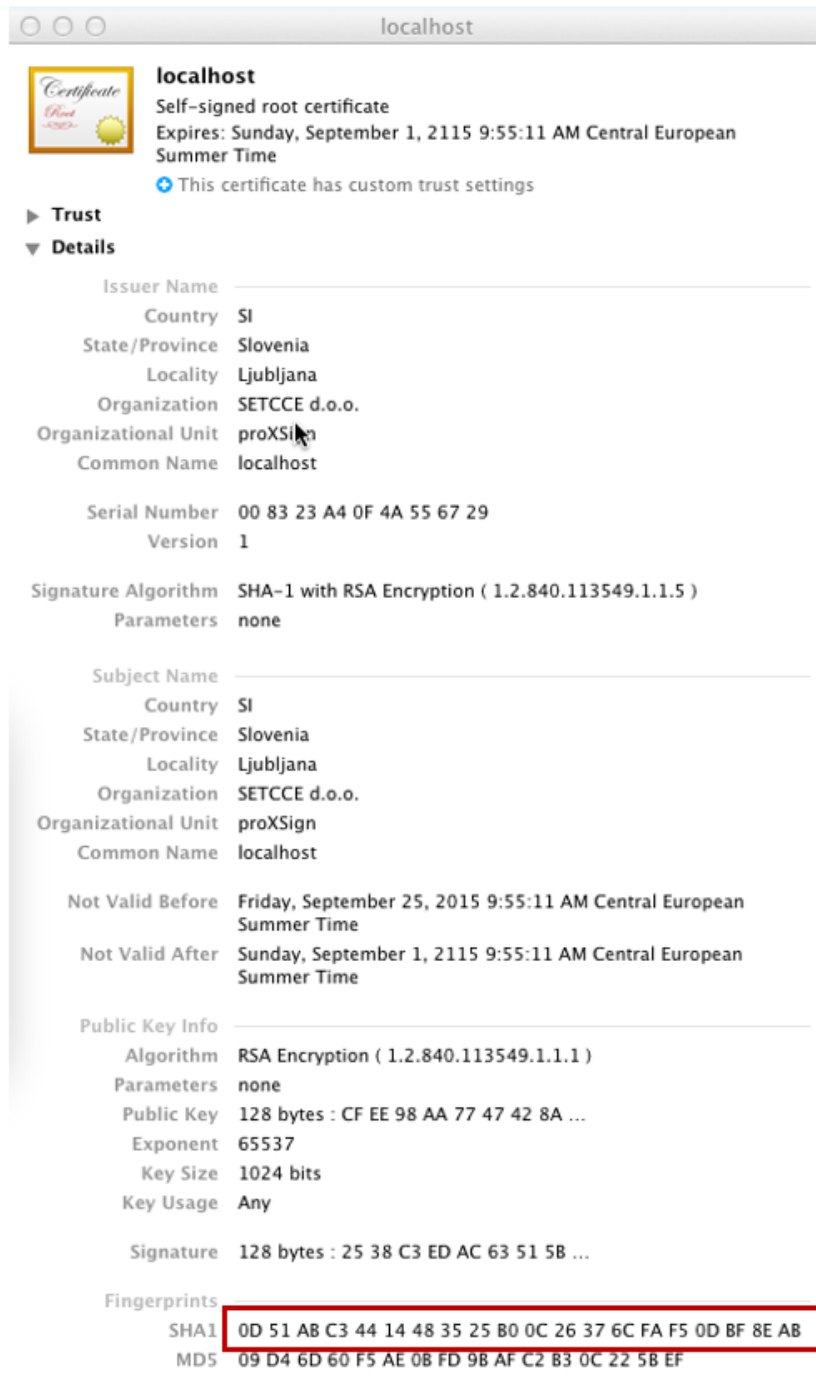 localhost
Certificate
Root
localhost
Self-signed root certificate
Expires: Sunday, September 1, 2115 9:55:11 AM Central European
Summer Time
This certificate has custom trust settings
Trust
Details
Issuer Name
Country SI
State/Province Slovenia
Locality Ljubljana
Organization SETCCE d.o.o.
Organizational Unit proXSign
Common Name localhost
Serial Number 00 83 23 A4 0F 4A 55 67 29
Version 1
Signature Algorithm SHA-1 with RSA Encryption ( 1.2.840.113549.1.1.5 )
Parameters none
Subject Name
Country SI
State/Province Slovenia
Locality Ljubljana
Organization SETCCE d.o.o.
Organizational Unit proXSign
Common Name localhost
Not Valid Before Friday, September 25, 2015 9:55:11 AM Central European
Summer Time
Not Valid After Sunday, September 1, 2115 9:55:11 AM Central European
Summer Time
Public Key Info
Algorithm RSA Encryption ( 1.2.840.113549.1.1.1 )
Parameters none
Public Key 128 bytes : CF EE 98 AA 77 47 42 8A ...
Exponent 65537
Key Size 1024 bits
Key Usage Any
Signature 128 bytes : 25 38 C3 ED AC 63 51 5B ...
Fingerprints
SHA1 0D 51 AB C3 44 14 48 35 25 B0 0C 26 37 6C FA F5 0D BF 8E AB
MD5 09 D4 6D 60 F5 AE 0B FD 9B AF C2 B3 0C 22 5B EF